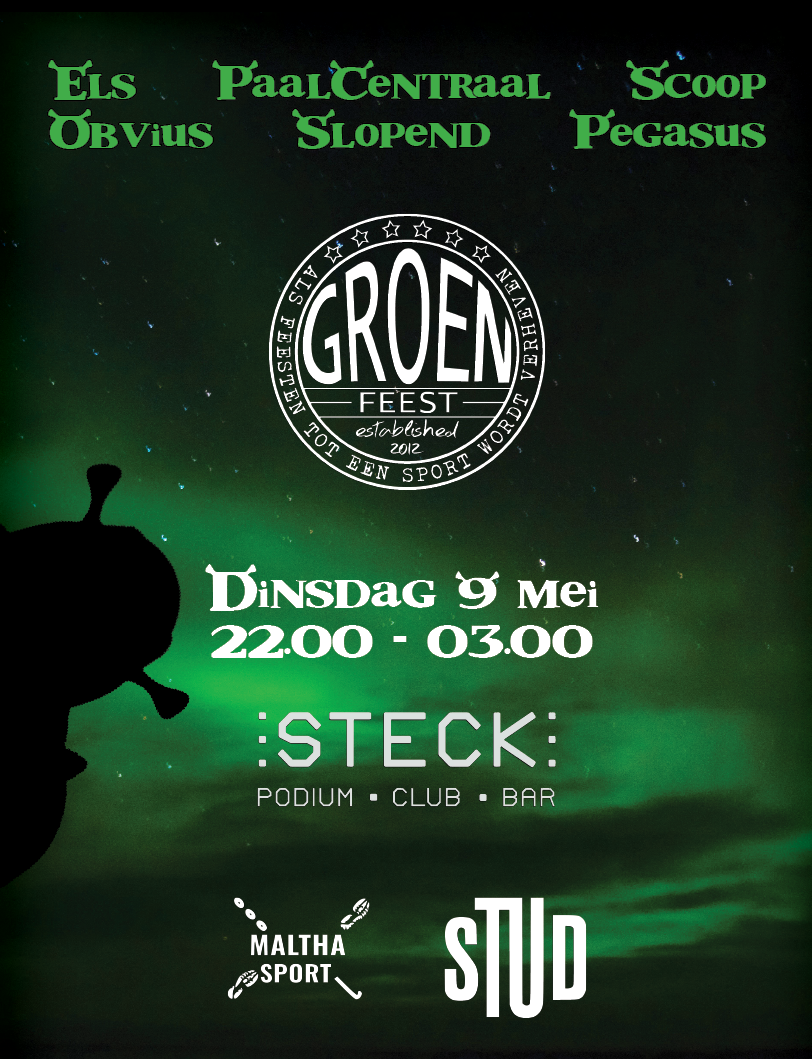 Els PaalCentraal Scoop
Obvius Slopend Pegasus
ALS FEESTEN TOT EEN SPORT WORDT VERHEVEN
GROEN
FEEST
established
2012
Dinsdag 9 Mei
22.00 - 03.00
STECK
PODIUM • CLUB • BAR
MALTHA
SPORT
STUD